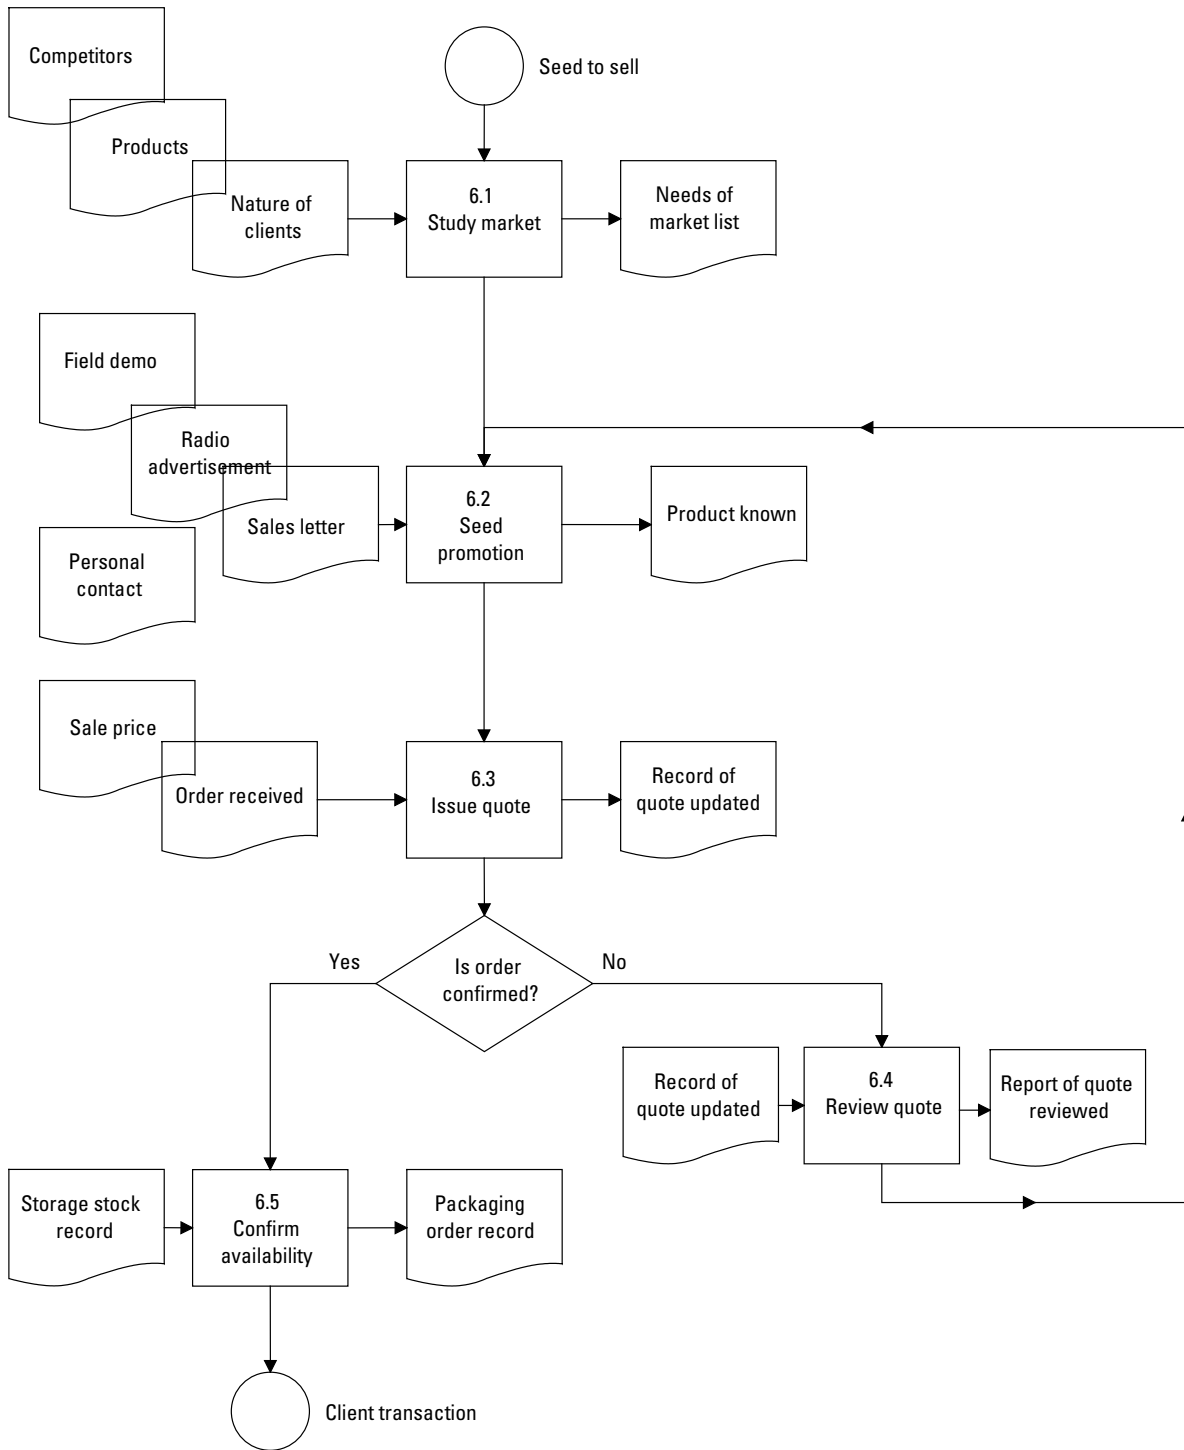 Competitors
Seed to sell
Products
Nature of
clients
6.1
Study market
Needs of
market list
Field demo
Radio
advertisement
Sales letter
6.2
Seed
promotion
Product known
Personal
contact
Sale price
Order received
6.3
Issue quote
Record of
quote updated
Yes
Is order
confirmed?
No
Record of
quote updated
6.4
Review quote
Report of quote
reviewed
Storage stock
record
6.5
Confirm
availability
Packaging
order record
Client transaction